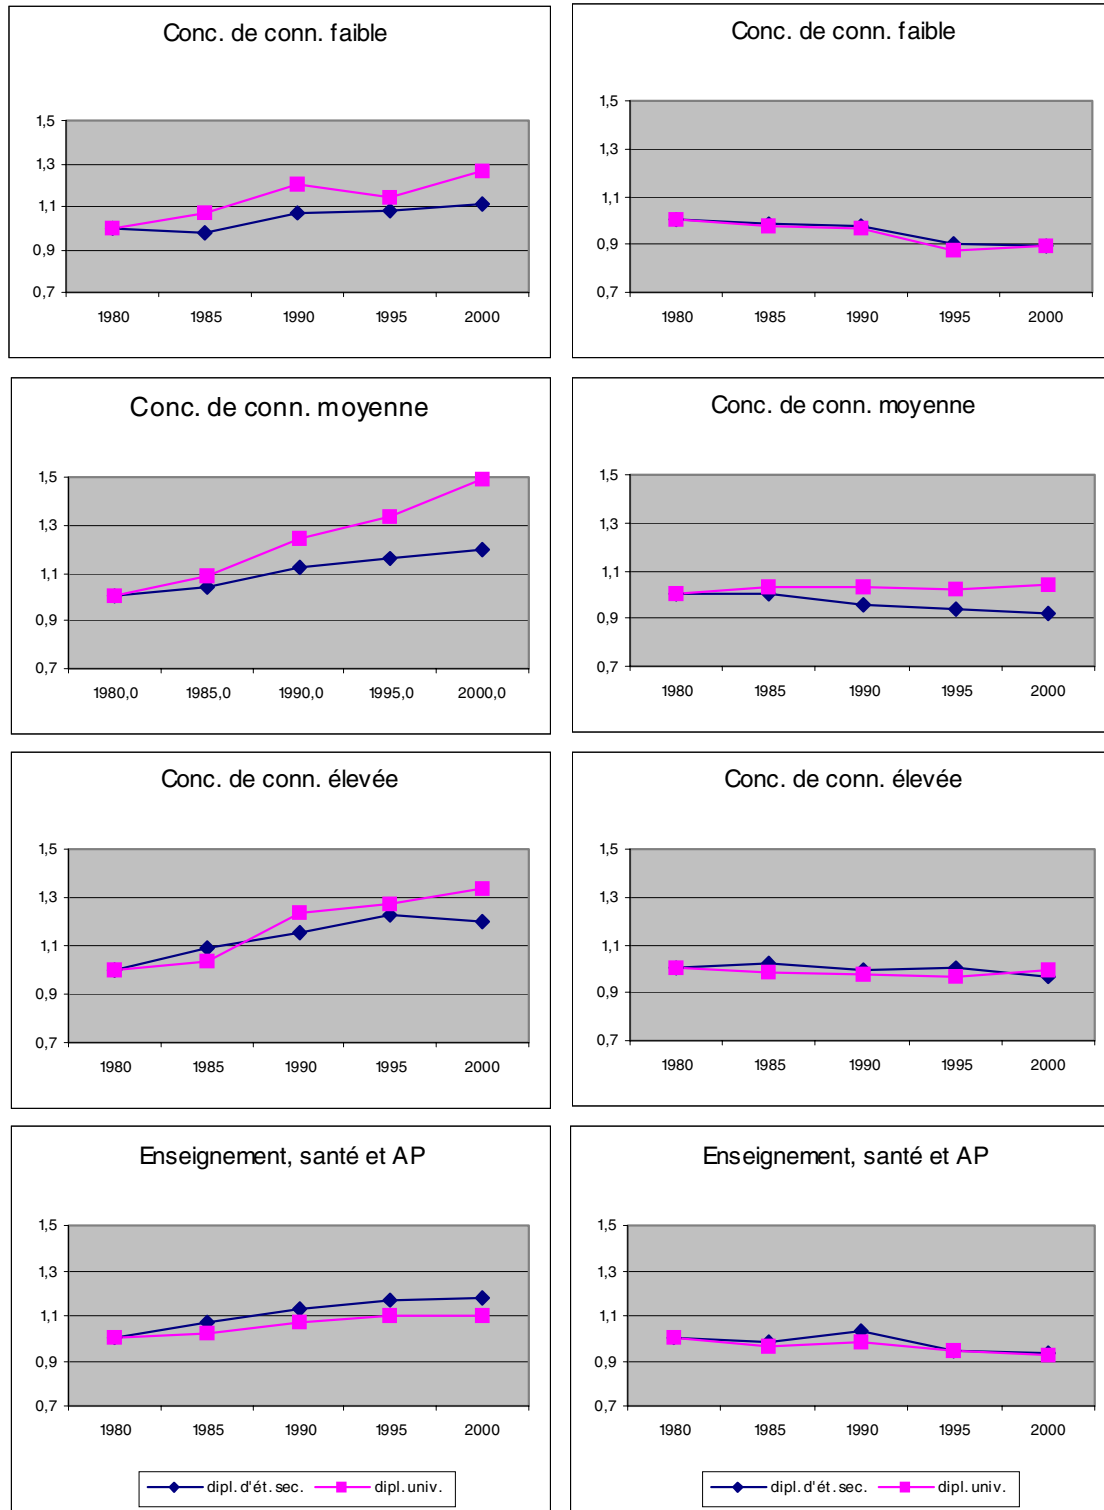 Conc. de conn. faible
1,5
1,3
1,1
0,9
0,7
1980 1985 1990 1995 2000
Conc. de conn. faible
1,5
1,3
1,1
0,9
0,7
1980 1985 1990 1995 2000
Conc. de conn. moyenne
1,5
1,3
1,1
0,9
0,7
1980,0 1985,0 1990,0 1995,0 2000,0
Conc. de conn. moyenne
1,5
1,3
1,1
0,9
0,7
1980 1985 1990 1995 2000
Conc. de conn. élevée
1,5
1,3
1,1
0,9
0,7
1980 1985 1990 1995 2000
Conc. de conn. élevée
1,5
1,3
1,1
0,9
0,7
1980 1985 1990 1995 2000
Enseignement, santé et AP
1,5
1,3
1,1
0,9
0,7
1980 1985 1990 1995 2000
dipl. d'ét. sec. dipl. univ.
Enseignement, santé et AP
1,5
1,3
1,1
0,9
0,7
1980 1985 1990 1995 2000
dipl. d'ét. sec. dipl. univ.